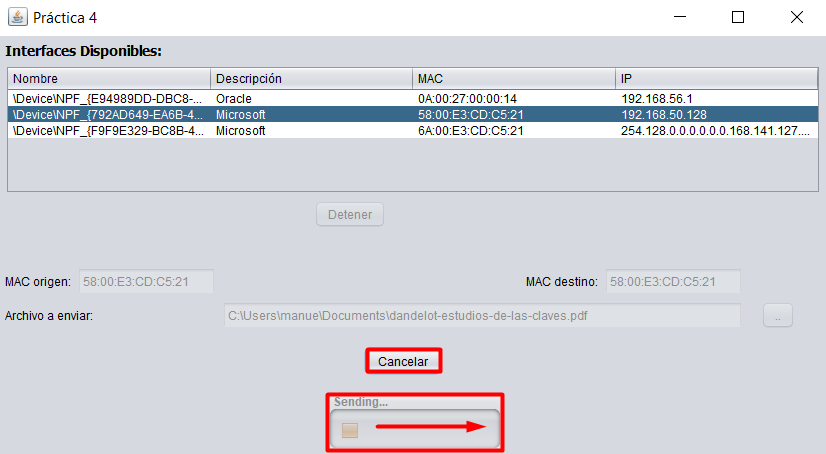 Práctica 4
Interfaces Disponibles:
Nombre Descripción MAC IP
\Device\NPF_{E94989DD-DBC8-... Oracle 0A:00:27:00:00:14 192.168.56.1
\Device\NPF_{792AD649-EA6B-4... Microsoft 58:00:E3:CD:C5:21 192.168.50.128
\Device\NPF_{F9F9E329-BC8B-4... Microsoft 6A:00:E3:CD:C5:21 254.128.0.0.0.0.0.0.168.141.127....
Detener
MAC origen: 58:00:E3:CD:C5:21 MAC destino: 58:00:E3:CD:C5:21
Archivo a enviar: C:\Users\manue\Documents\dandelot-estudios-de-las-claves.pdf ..
Cancelar
Sending...